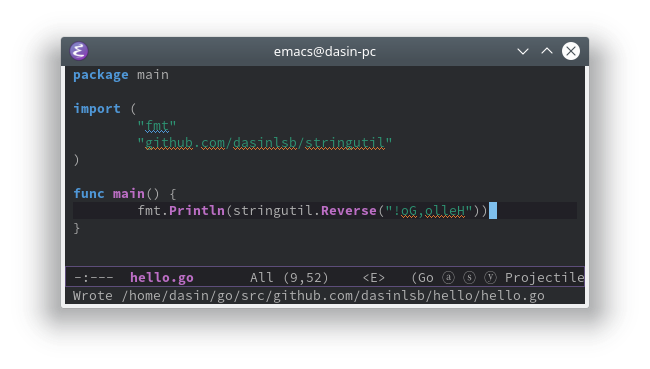 emacs@dasin-pc
package main
import (
"fmt"
"github.com/dasinlsb/stringutil"
)
func main() {
fmt.Println(stringutil.Reverse("!oG,olleH"))
}
-:--- hello.go All (9,52) <E> (Go ⓐ ⓢ ⓨ Projectile
Wrote /home/dasin/go/src/github.com/dasinlsb/hello/hello.go